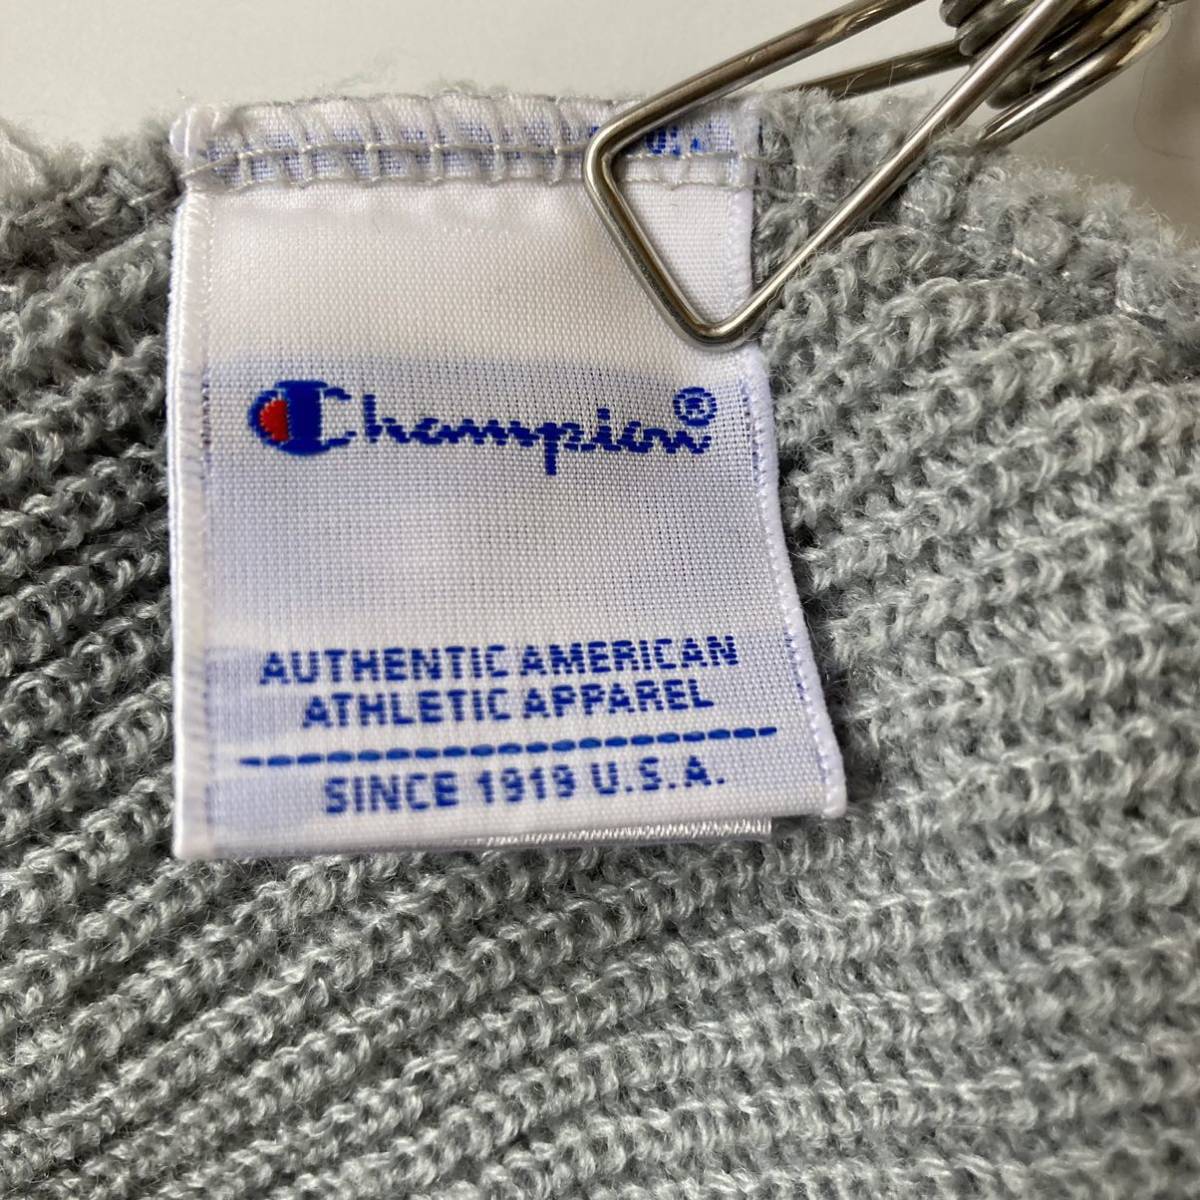 Champion®
AUTHENTIC AMERICAN
ATHLETIC APPAREL
SINCE 1919 U.S.A.